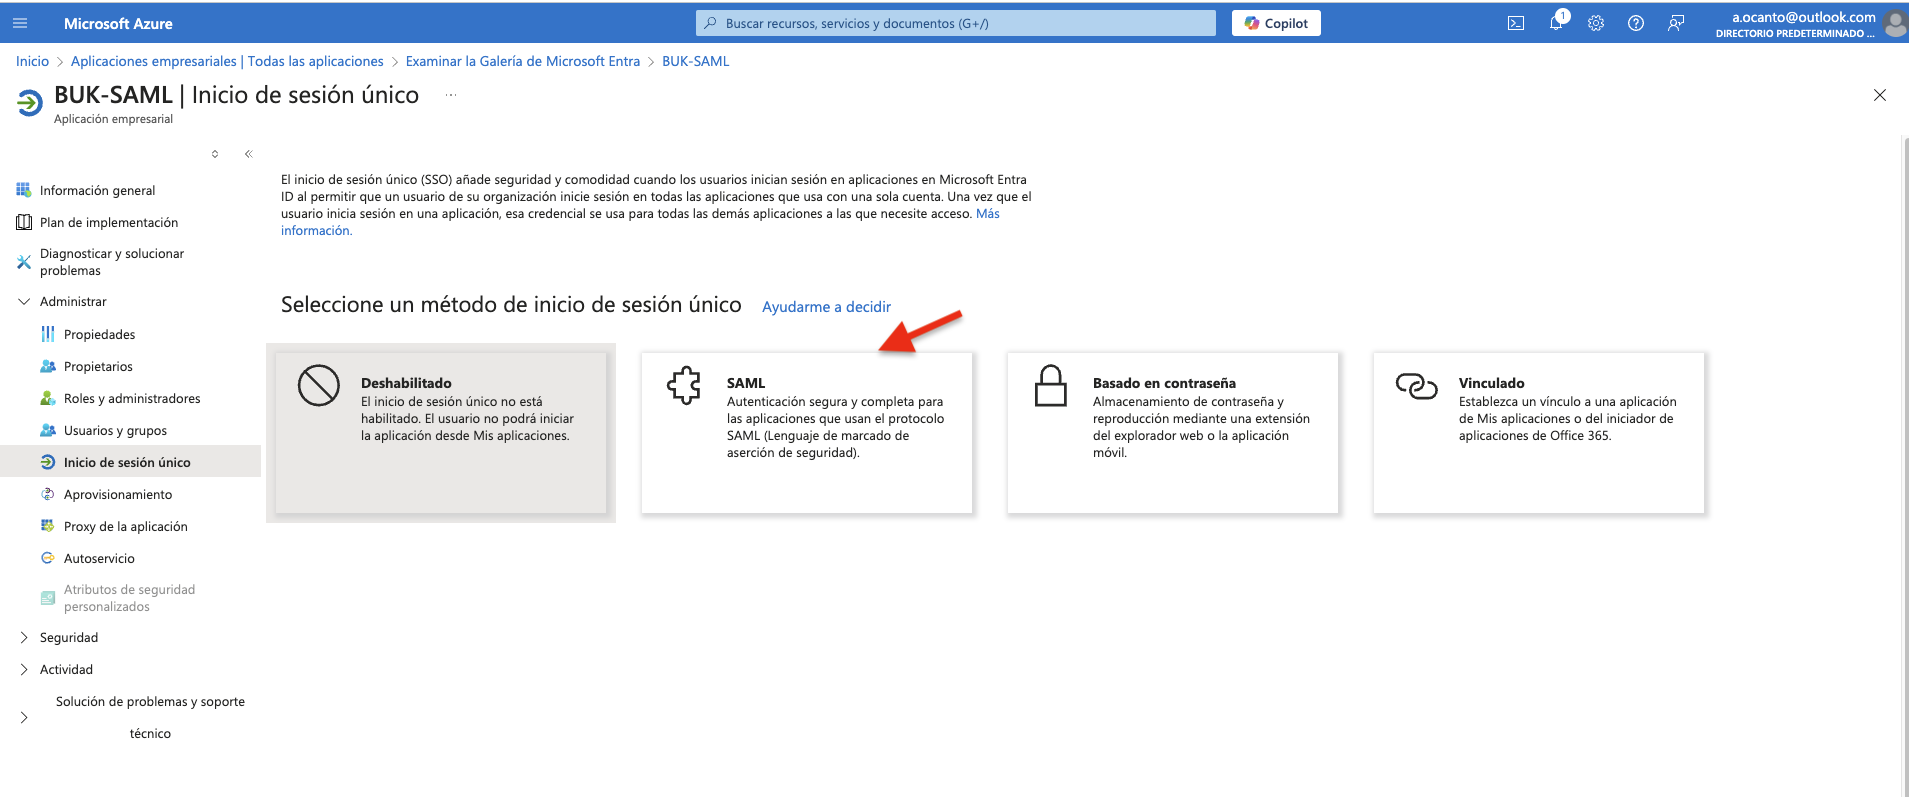 Microsoft Azure
Buscar recursos, servicios y documentos (G+/)
Copilot
1
a.ocanto@outlook.com
DIRECTORIO PREDETERMINADO ...
Inicio > Aplicaciones empresariales | Todas las aplicaciones > Examinar la Galería de Microsoft Entra > BUK-SAML
BUK-SAML | Inicio de sesión único ...
Aplicación empresarial
Información general
Plan de implementación
Diagnosticar y solucionar
problemas
Administrar
Propiedades
Propietarios
Roles y administradores
Usuarios y grupos
Inicio de sesión único
Aprovisionamiento
Proxy de la aplicación
Autoservicio
Atributos de seguridad
personalizados
Seguridad
Actividad
Solución de problemas y soporte
técnico
El inicio de sesión único (SSO) añade seguridad y comodidad cuando los usuarios inician sesión en aplicaciones en Microsoft Entra
ID al permitir que un usuario de su organización inicie sesión en todas las aplicaciones que usa con una sola cuenta. Una vez que el
usuario inicia sesión en una aplicación, esa credencial se usa para todas las demás aplicaciones a las que necesite acceso. Más
información.
Seleccione un método de inicio de sesión único
Ayudarme a decidir
Deshabilitado
El inicio de sesión único no está
habilitado. El usuario no podrá iniciar
la aplicación desde Mis aplicaciones.
SAML
Autenticación segura y completa para
las aplicaciones que usan el protocolo
SAML (Lenguaje de marcado de
aserción de seguridad).
Basado en contraseña
Almacenamiento de contraseña y
reproducción mediante una extensión
del explorador web o la aplicación
móvil.
Vinculado
Establezca un vínculo a una aplicación
de Mis aplicaciones o del iniciador de
aplicaciones de Office 365.